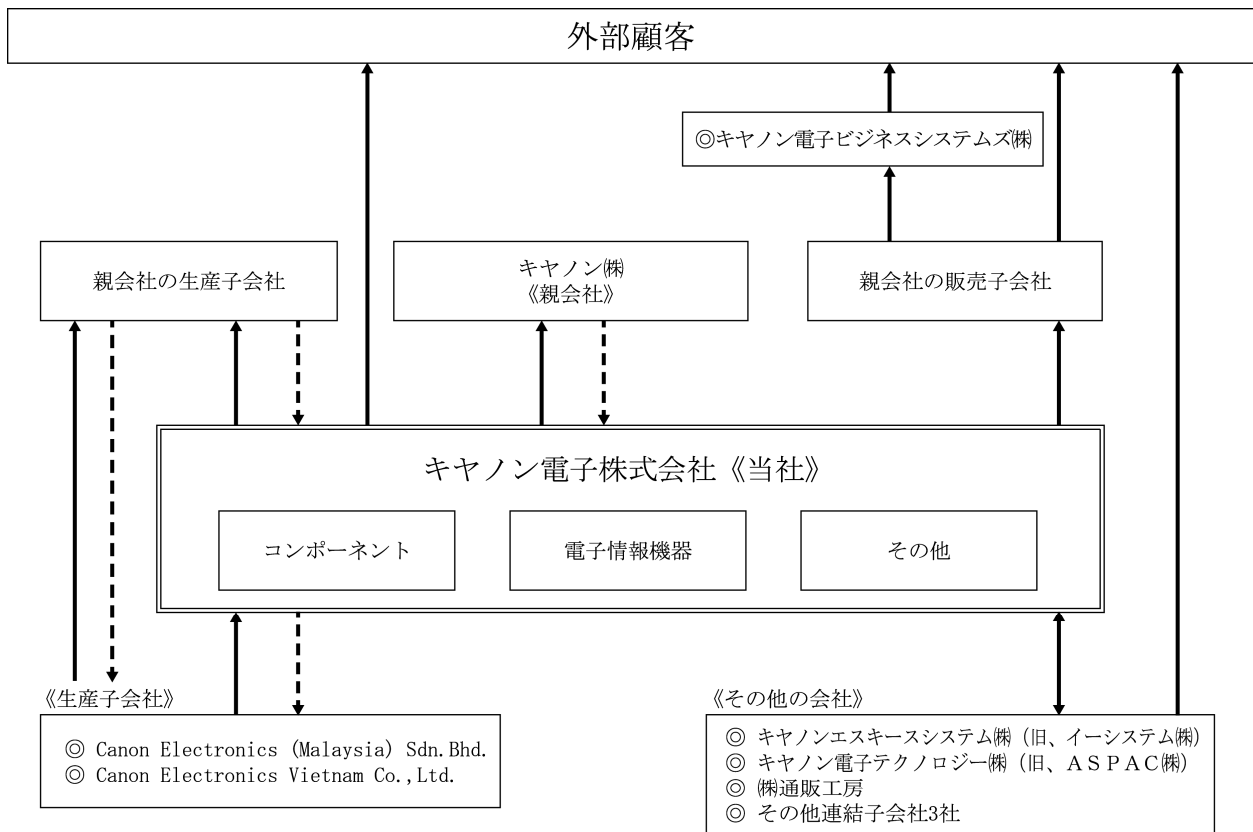 外部顧客
◎キヤノン電子ビジネスシステムズ㈱
親会社の生産子会社
キヤノン㈱
《親会社》
親会社の販売子会社
キヤノン電子株式会社《当社》
コンポーネント
電子情報機器
その他
《生産子会社》
◎ Canon Electronics (Malaysia) Sdn.Bhd.
◎ Canon Electronics Vietnam Co.,Ltd.
《その他の会社》
◎ キヤノンエスキースシステム㈱（旧、イーシステム㈱）
◎ キヤノン電子テクノロジー㈱（旧、ＡＳＰＡＣ㈱）
◎ ㈱通販工房
◎ その他連結子会社3社